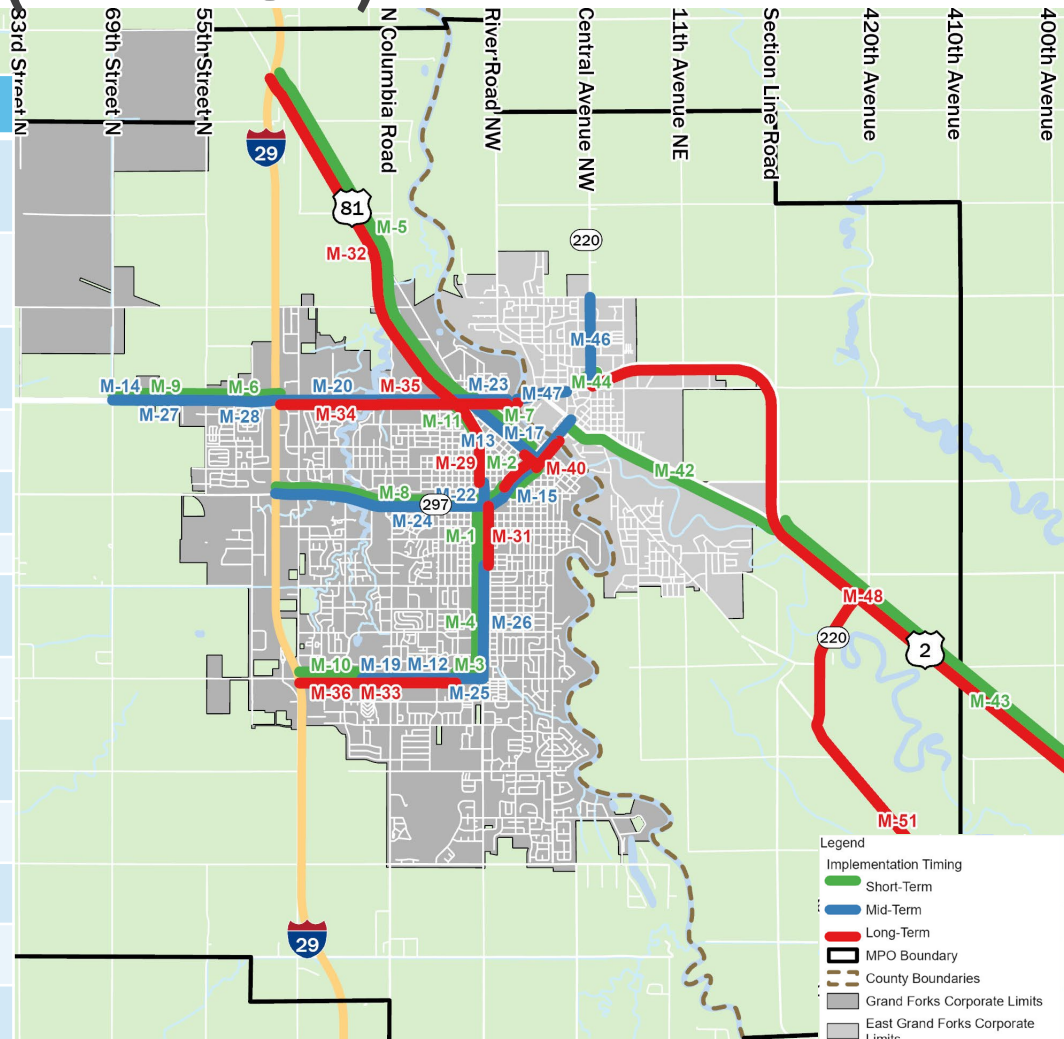 83rd Street N
69th Street N
55th Street N
N Columbia Road
River Road NW
Central Avenue NW
11th Avenue NE
Section Line Road
420th Avenue
410th Avenue
400th Avenue
29
81
M-5
M-32
220
M-46
M-44
M-14
M-9
M-6
M-20
M-35
M-23
M-47
M-27
M-28
M-34
M-11
M-7
M-17
M13
M-29
M-2
M-40
M-42
M-8
M-22
M-15
297
M-24
M-1
M-31
M-48
M-4
M-26
220
2
M-10
M-19
M-12
M-3
M-36
M-33
M-25
M-43
M-51
29
Legend
Implementation Timing
Short-Term
Mid-Term
Long-Term
MPO Boundary
County Boundaries
Grand Forks Corporate Limits
East Grand Forks Corporate
Limits